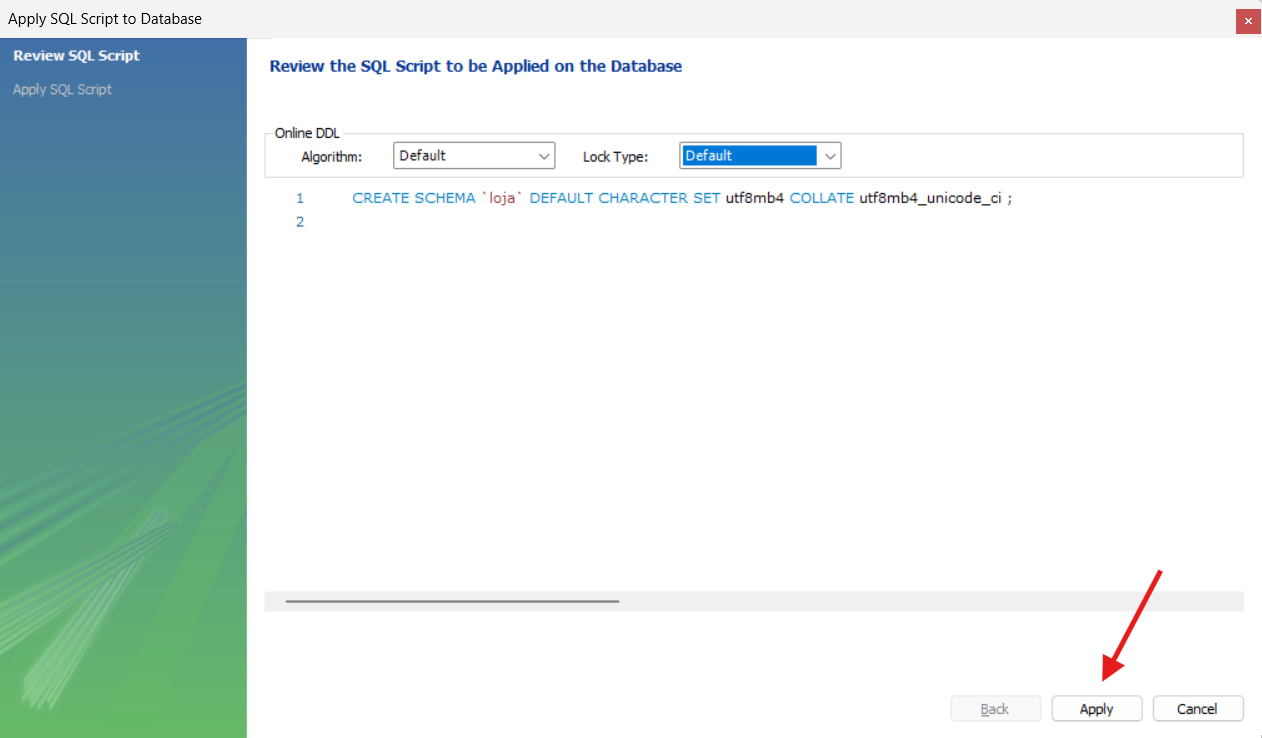 Apply SQL Script to Database
Review SQL Script
Apply SQL Script
Review the SQL Script to be Applied on the Database
Online DDL
Algorithm: Default Lock Type: Default
1 CREATE SCHEMA `loja` DEFAULT CHARACTER SET utf8mb4 COLLATE utf8mb4_unicode_ci ;
2
Back Apply Cancel